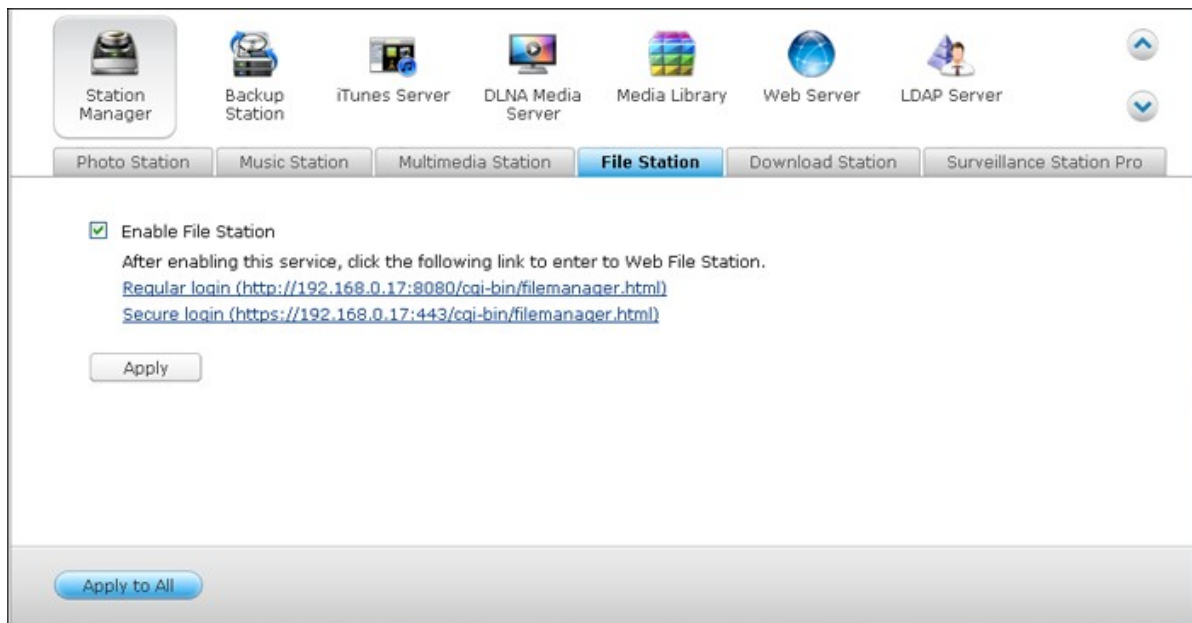 Station
Manager
Backup
Station
iTunes Server
DLNA Media
Server
Media Library
Web Server
LDAP Server
Photo Station
Music Station
Multimedia Station
File Station
Download Station
Surveillance Station Pro
Enable File Station
After enabling this service, click the following link to enter to Web File Station.
Regular login (http://192.168.0.17:8080/cgi-bin/filemanager.html)
Secure login (https://192.168.0.17:443/cgi-bin/filemanager.html)
Apply
Apply to All